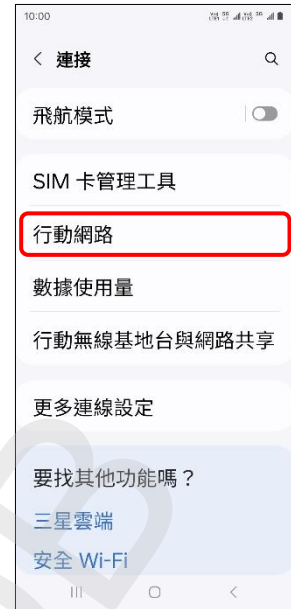 10:00
連接
飛航模式
SIM 卡管理工具
行動網路
數據使用量
行動無線基地台與網路共享
更多連線設定
要找其他功能嗎？
三星雲端
安全 Wi-Fi